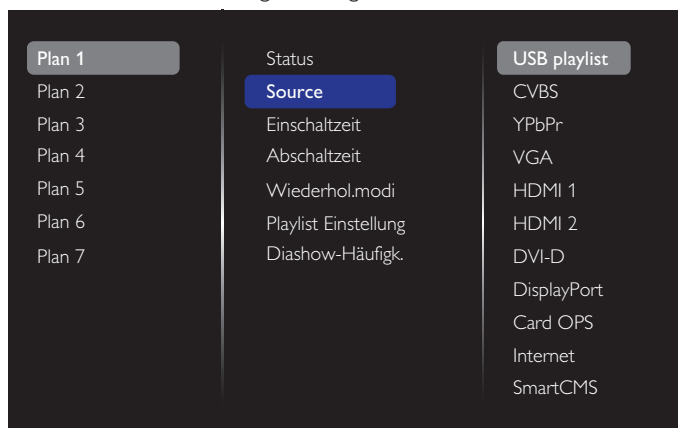 Plan 1
Plan 2
Plan 3
Plan 4
Plan 5
Plan 6
Plan 7
Status
Source
Einschaltzeit
Abschaltzeit
Wiederhol.modi
Playlist Einstellung
Diashow-Häufigk.
USB playlist
CVBS
YPbPr
VGA
HDMI 1
HDMI 2
DVI-D
DisplayPort
Card OPS
Internet
SmartCMS